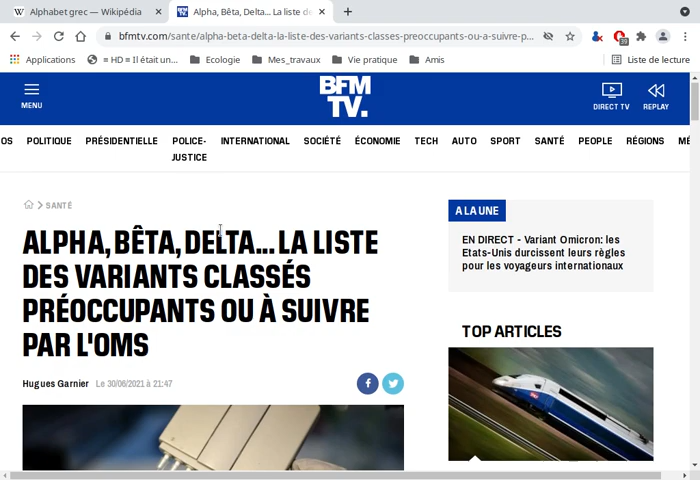 Alphabet grec — Wikipédia
Alpha, Bêta, Delta... La liste de
bfmtv.com/sante/alpha-beta-delta-la-liste-des-variants-classes-preoccupants-ou-a-suivre-p...
Applications
= HD = Il était un...
Ecologie
Mes_travaux
Vie pratique
Amis
Liste de lecture
MENU
BFM
TV.
DIRECT TV
REPLAY
OS
POLITIQUE
PRÉSIDENTIELLE
POLICE-
JUSTICE
INTERNATIONAL
SOCIÉTÉ
ÉCONOMIE
TECH
AUTO
SPORT
SANTÉ
PEOPLE
RÉGIONS
MÉ
SANTÉ
ALPHA, BÊTA, DELTA... LA LISTE
DES VARIANTS CLASSÉS
PRÉOCCUPANTS OU À SUIVRE
PAR L'OMS
Hugues Garnier Le 30/06/2021 à 21:47
A LA UNE
EN DIRECT - Variant Omicron: les
Etats-Unis durcissent leurs règles
pour les voyageurs internationaux
TOP ARTICLES